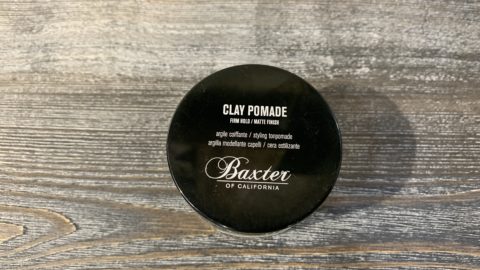 CLAY POMADE
FIRM HOLD / MATTE FINISH
argile coiffante / styling tonpomade
argilla modellante capelli / cera estilizante
Baxter
OF CALIFORNIA